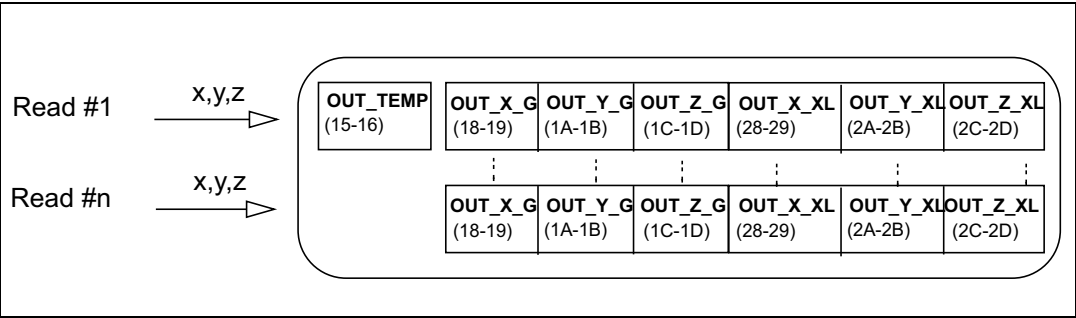 Read #1
x,y,z
OUT_TEMP OUT_X_G OUT_Y_G OUT_Z_G OUT_X_XL OUT_Y_XL OUT_Z_XL
(15-16) (18-19) (1A-1B) (1C-1D) (28-29) (2A-2B) (2C-2D)
Read #n
x,y,z
OUT_X_G OUT_Y_G OUT_Z_G OUT_X_XL OUT_Y_XL OUT_Z_XL
(18-19) (1A-1B) (1C-1D) (28-29) (2A-2B) (2C-2D)